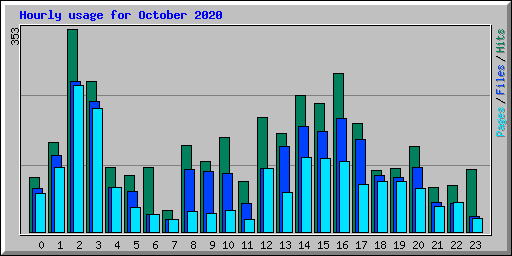 Hourly usage for October 2020
353
Pages / Files / Hits
0 1 2 3 4 5 6 7 8 9 10 11 12 13 14 15 16 17 18 19 20 21 22 23